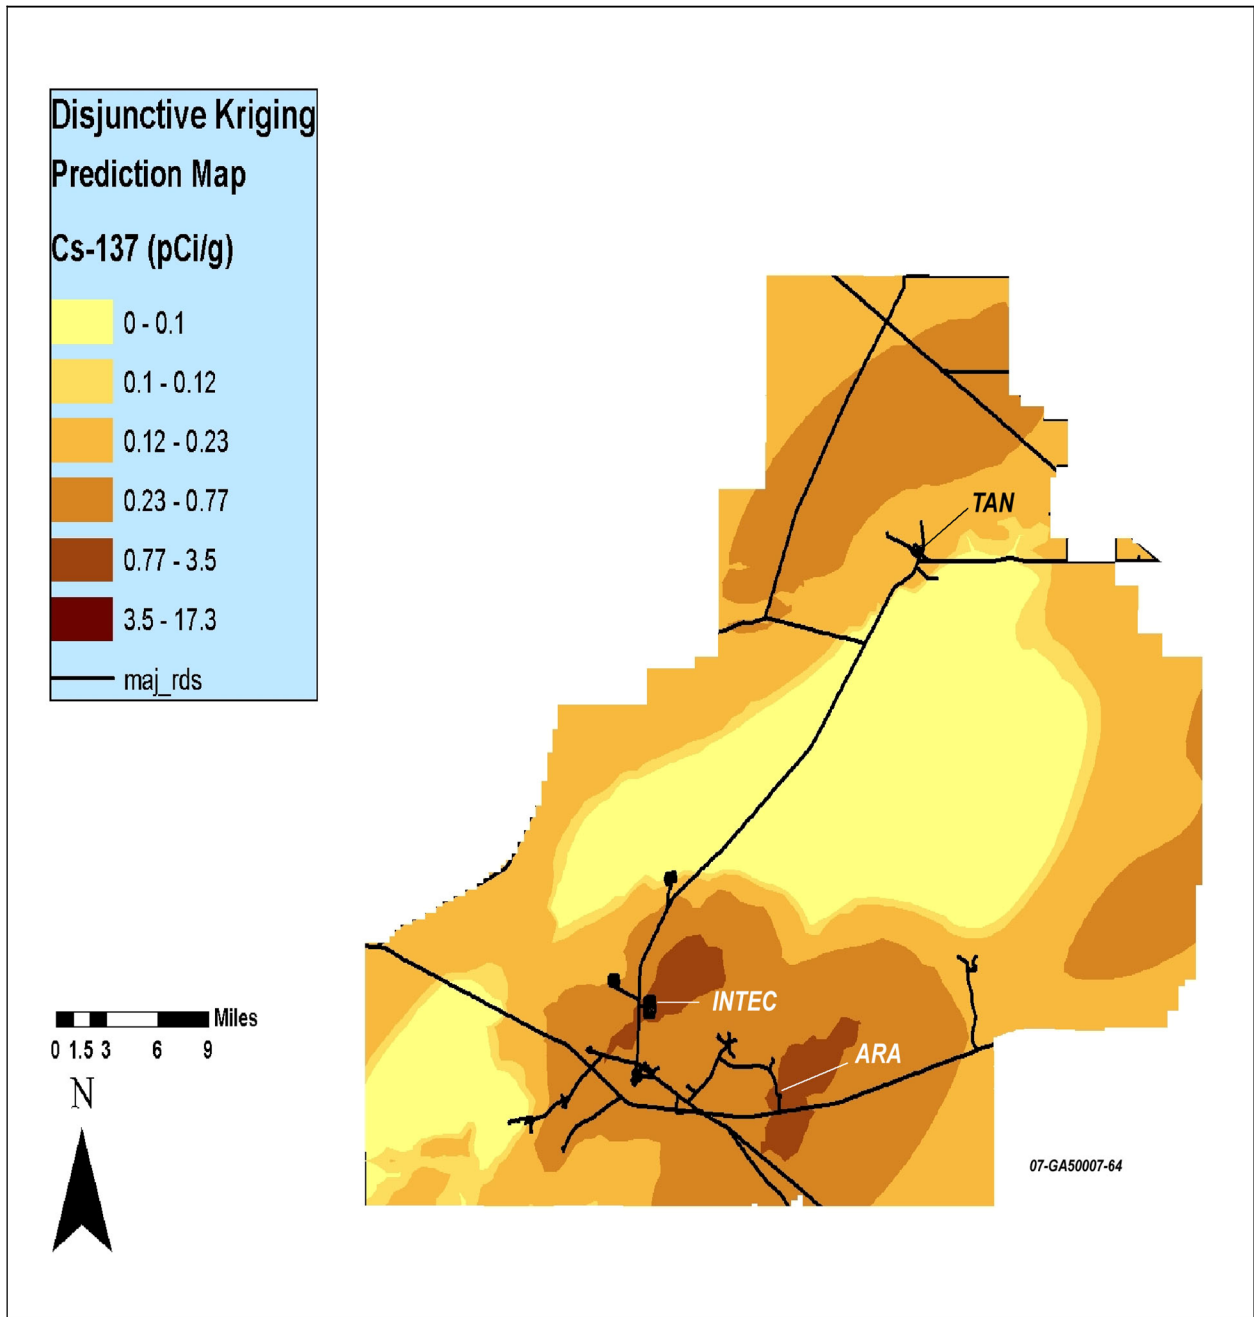 Disjunctive Kriging
Prediction Map
Cs-137 (pCi/g)
0 - 0.1
0.1 - 0.12
0.12 - 0.23
0.23 - 0.77
0.77 - 3.5
3.5 - 17.3
maj_rds
TAN
INTEC
ARA
Miles
0 1.5 3 6 9
N
07-GA50007-64